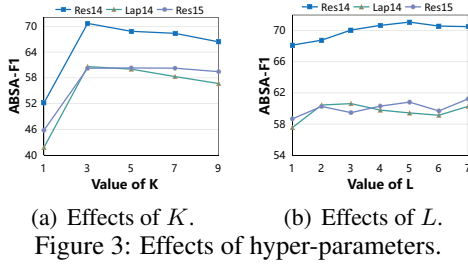 Res14 Lap14 Res15
ABSA-F1
70
64
58
52
46
40
1 3 5 7 9
Value of K
(a) Effects of K.
Res14 Lap14 Res15
ABSA-F1
74
70
66
62
58
54
1 2 3 4 5 6 7
Value of L
(b) Effects of L.
Figure 3: Effects of hyper-parameters.